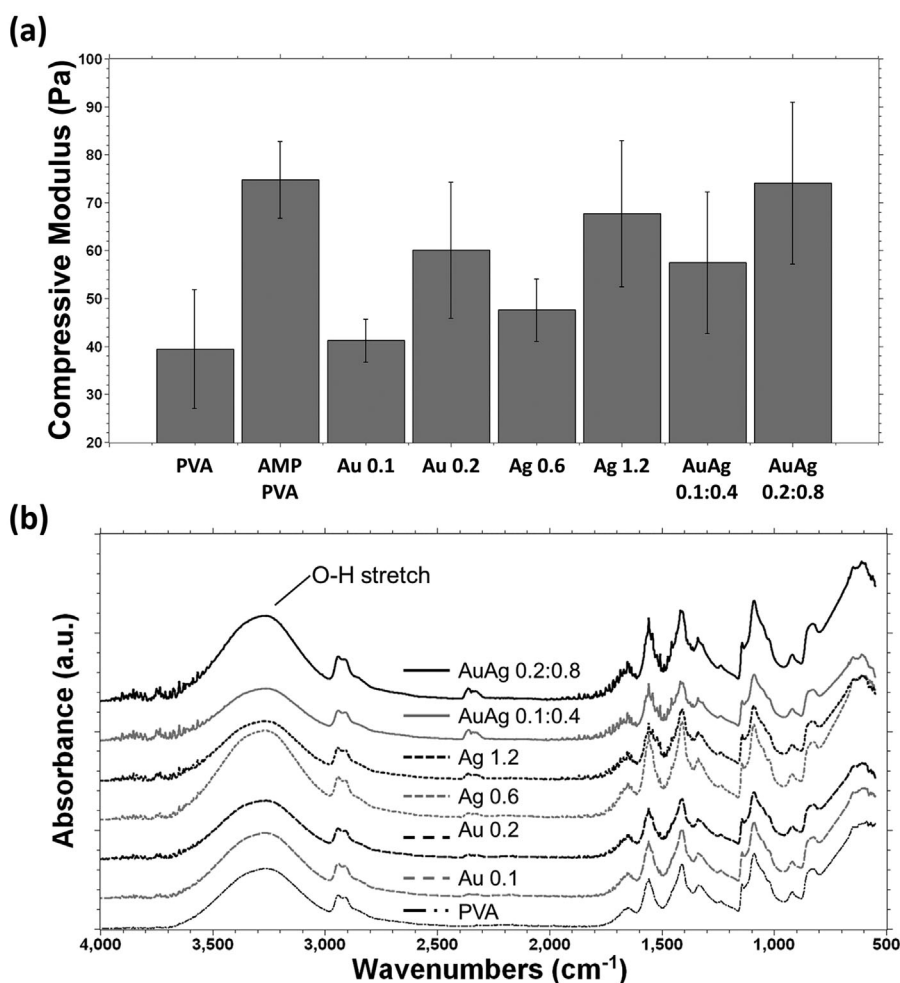 (a)
Compressive Modulus (Pa)
100
90
80
70
60
50
40
30
20
PVA
AMP
PVA
Au 0.1
Au 0.2
Ag 0.6
Ag 1.2
AuAg
0.1:0.4
AuAg
0.2:0.8
(b)
Absorbance (a.u.)
O-H stretch
AuAg 0.2:0.8
AuAg 0.1:0.4
Ag 1.2
Ag 0.6
Au 0.2
Au 0.1
PVA
4,000
3,500
3,000
2,500
2,000
1,500
1,000
500
Wavenumbers (cm⁻¹)